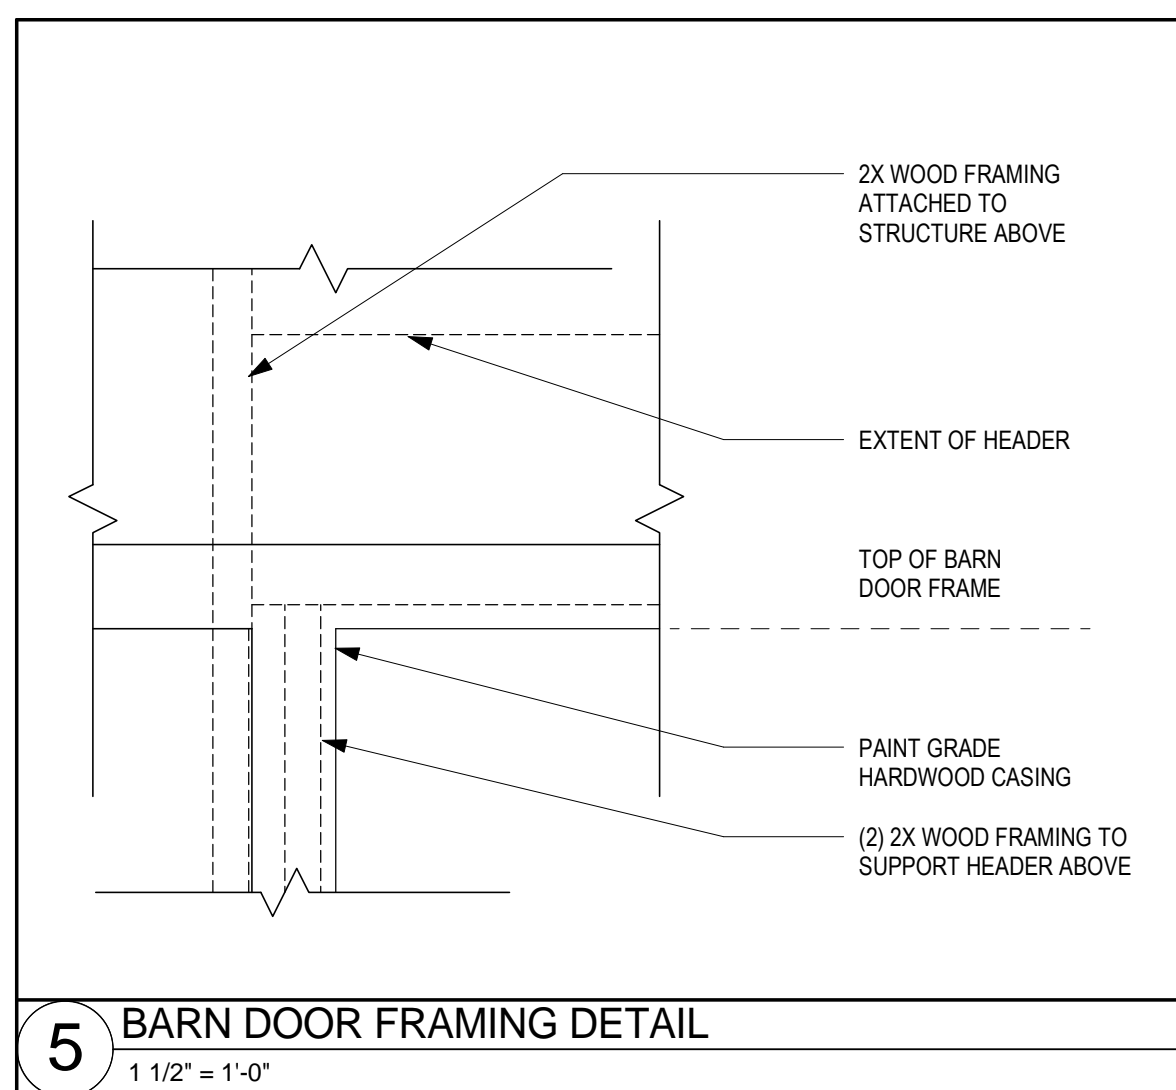 2X WOOD FRAMING
ATTACHED TO
STRUCTURE ABOVE
EXTENT OF HEADER
TOP OF BARN
DOOR FRAME
PAINT GRADE
HARDWOOD CASING
(2) 2X WOOD FRAMING TO
SUPPORT HEADER ABOVE
5
BARN DOOR FRAMING DETAIL
1 1/2" = 1'-0"